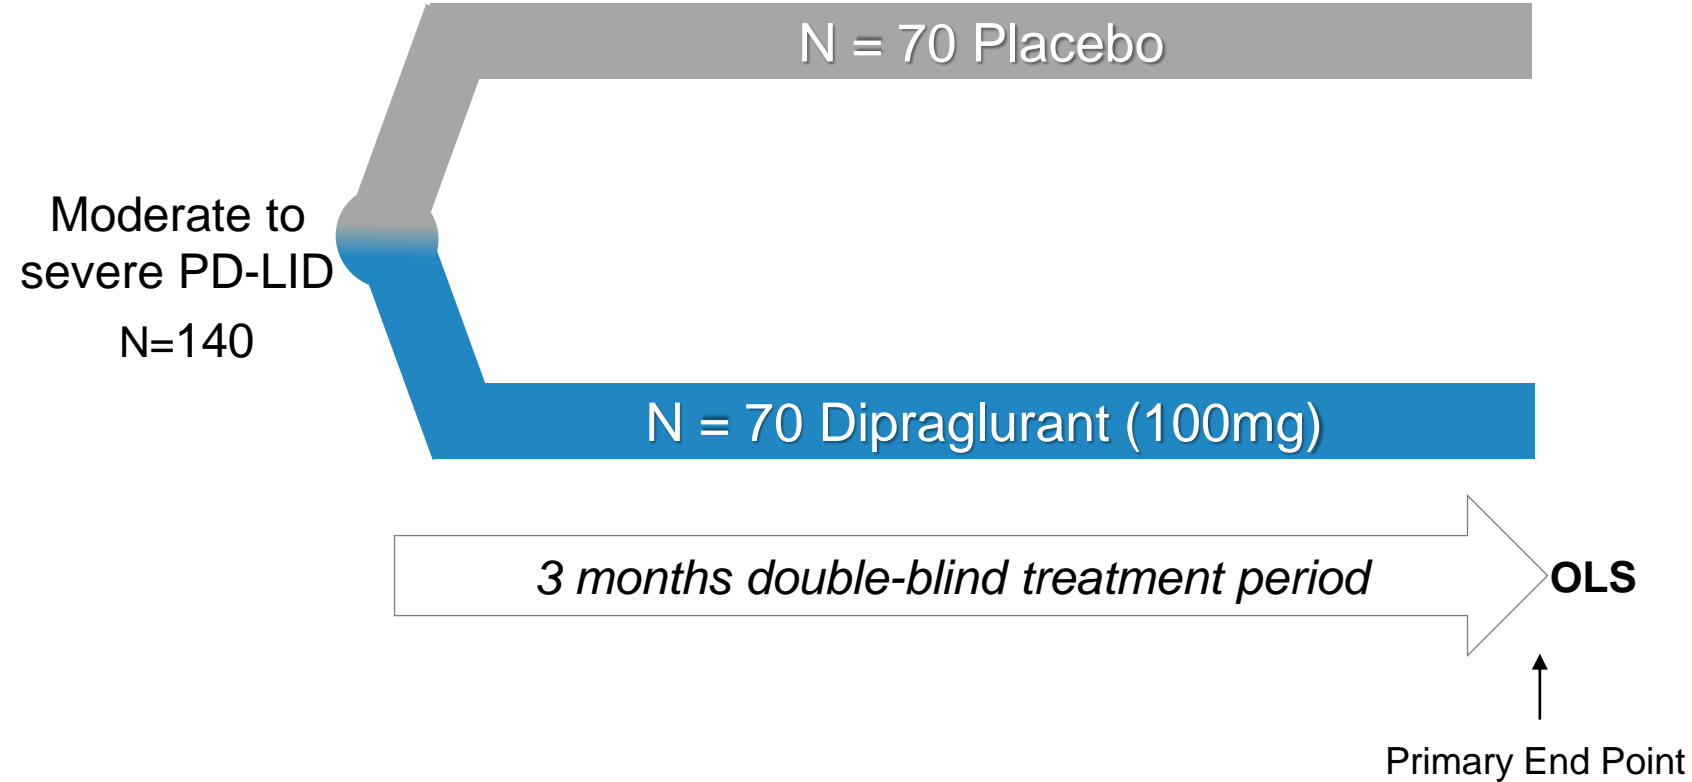 N = 70 Placebo
Moderate to
severe PD-LID
N=140
N = 70 Dipraglurant (100mg)
3 months double-blind treatment period
OLS
Primary End Point